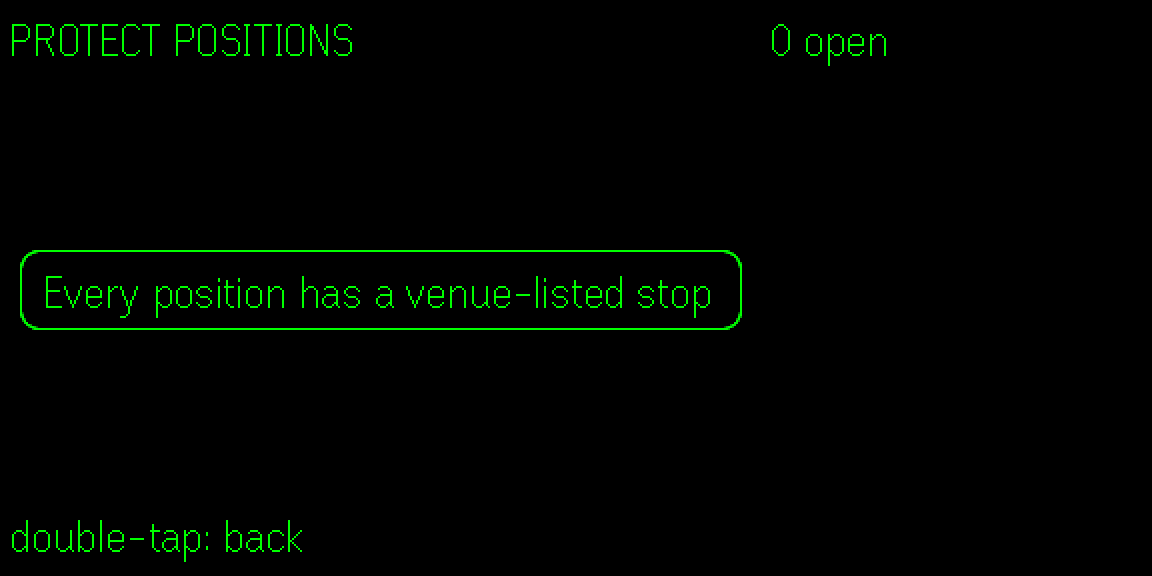 PROTECT POSITIONS 0 open
Every position has a venue-listed stop
double-tap: back